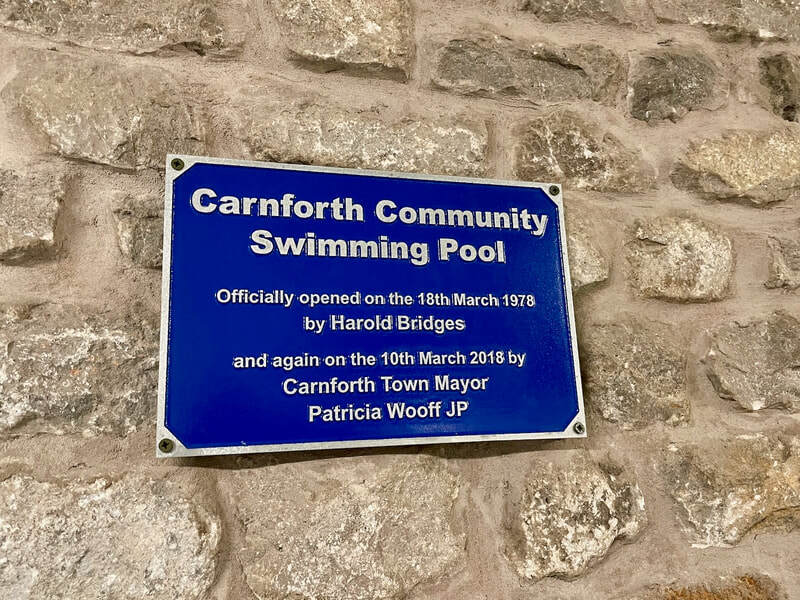 Carnforth Community
Swimming Pool
Officially opened on the 18th March 1978
by Harold Bridges
and again on the 10th March 2018 by
Carnforth Town Mayor
Patricia Wooff JP